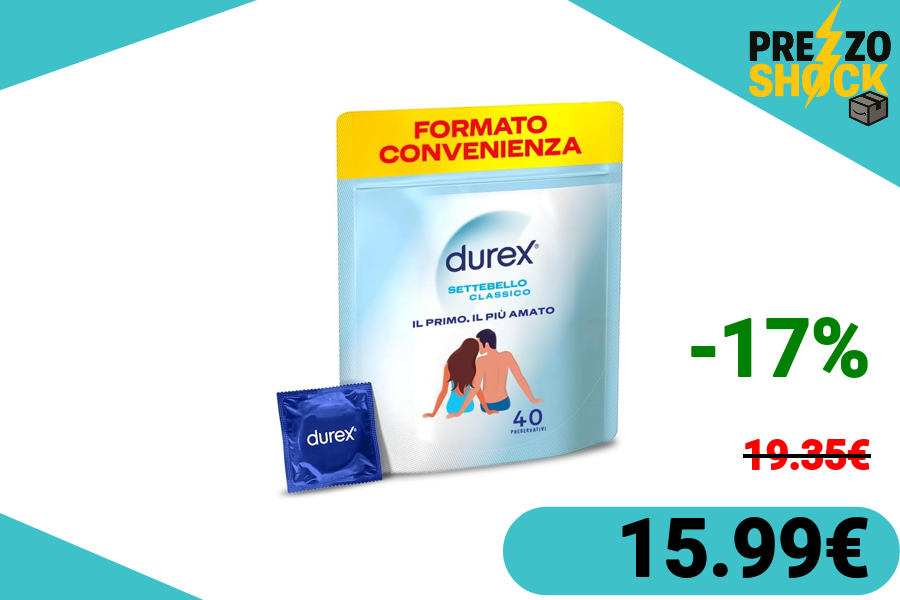 PREZZO
SHOCK
FORMATO
CONVENIENZA
durex®
SETTEBELLO
CLASSICO
IL PRIMO. IL PIÙ AMATO
40
PRESERVATIVI
durex®
-17%
19.35€
15.99€